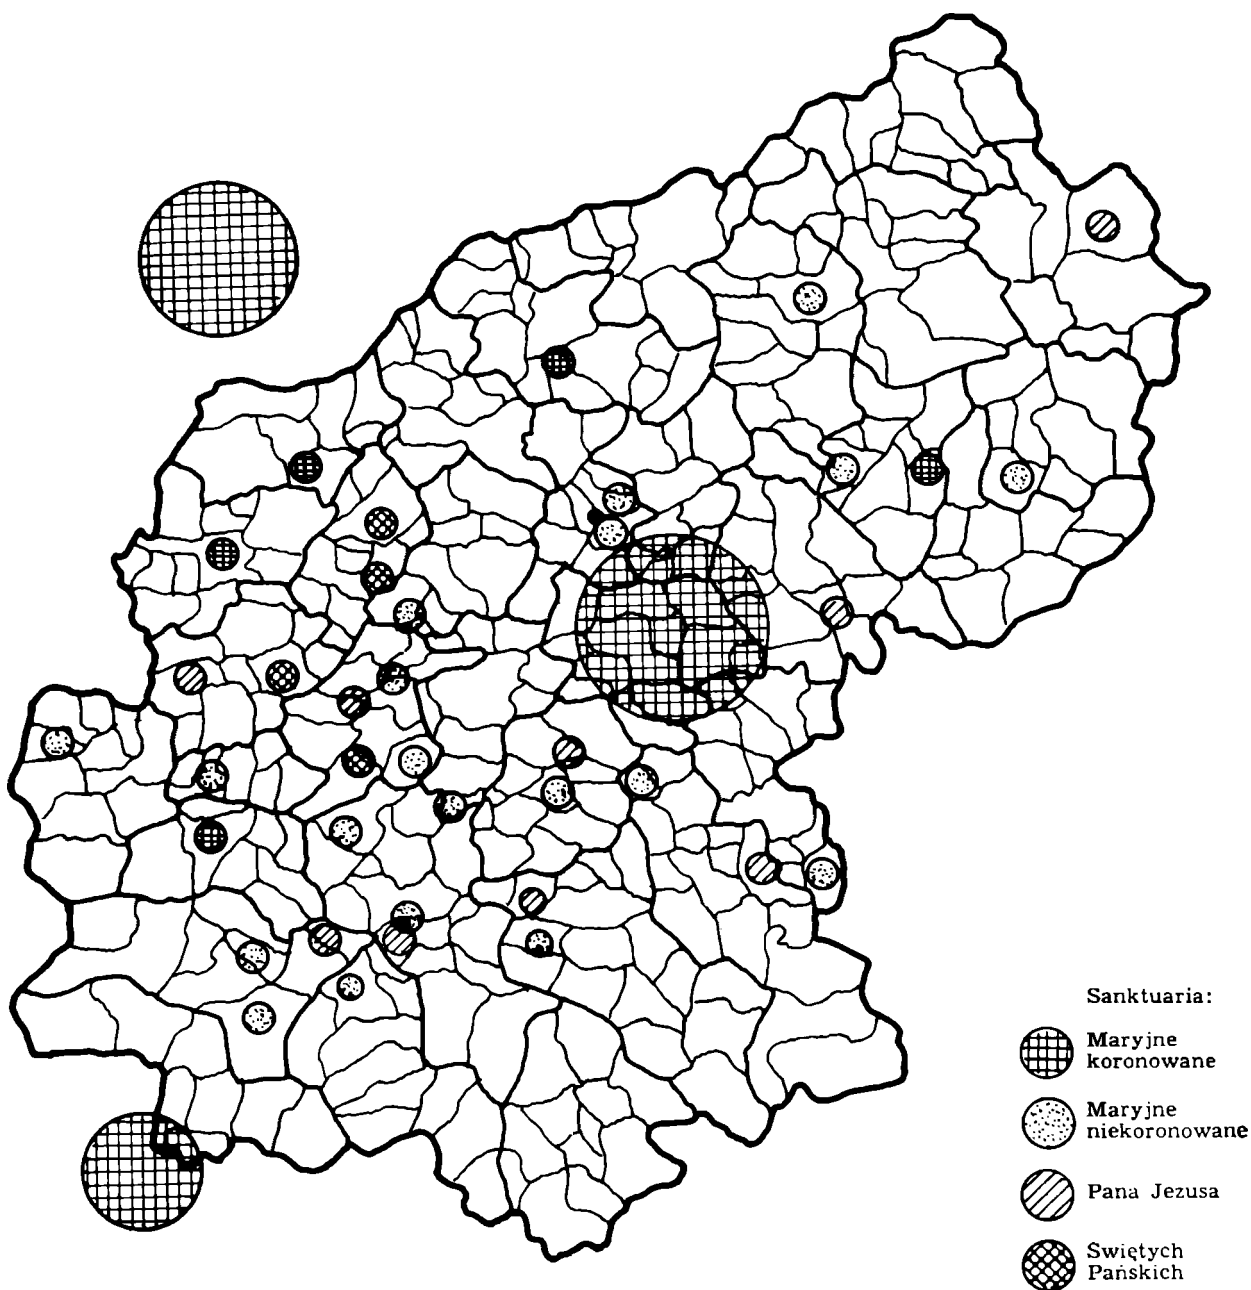 Sanktuaria:
Maryjne
koronowane
Maryjne
niekoronowane
Pana Jezusa
Świętych
Pańskich